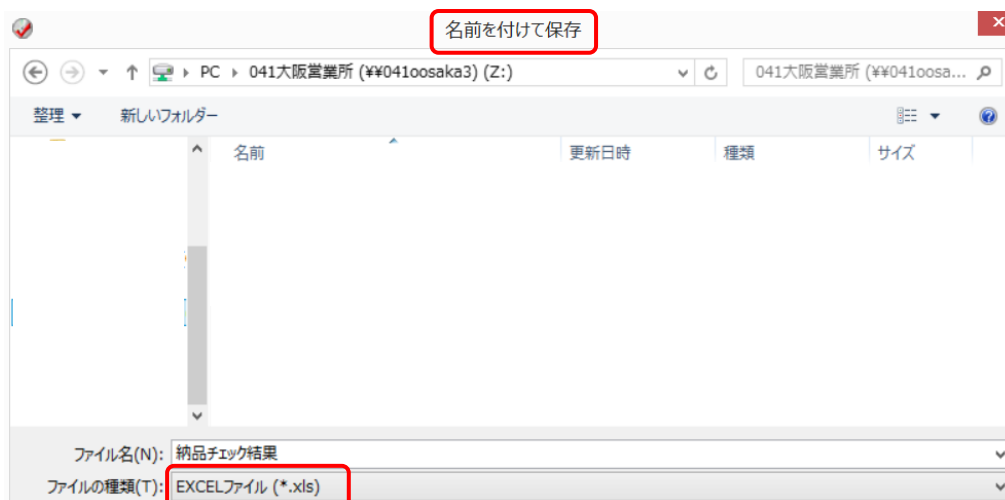 名前を付けて保存
PC 041大阪営業所 (¥¥041oosaka3) (Z:) 041大阪営業所 (¥¥041oosa...
整理 新しいフォルダー
名前 更新日時 種類 サイズ
ファイル名(N): 納品チェック結果
ファイルの種類(T): EXCELファイル (*.xls)